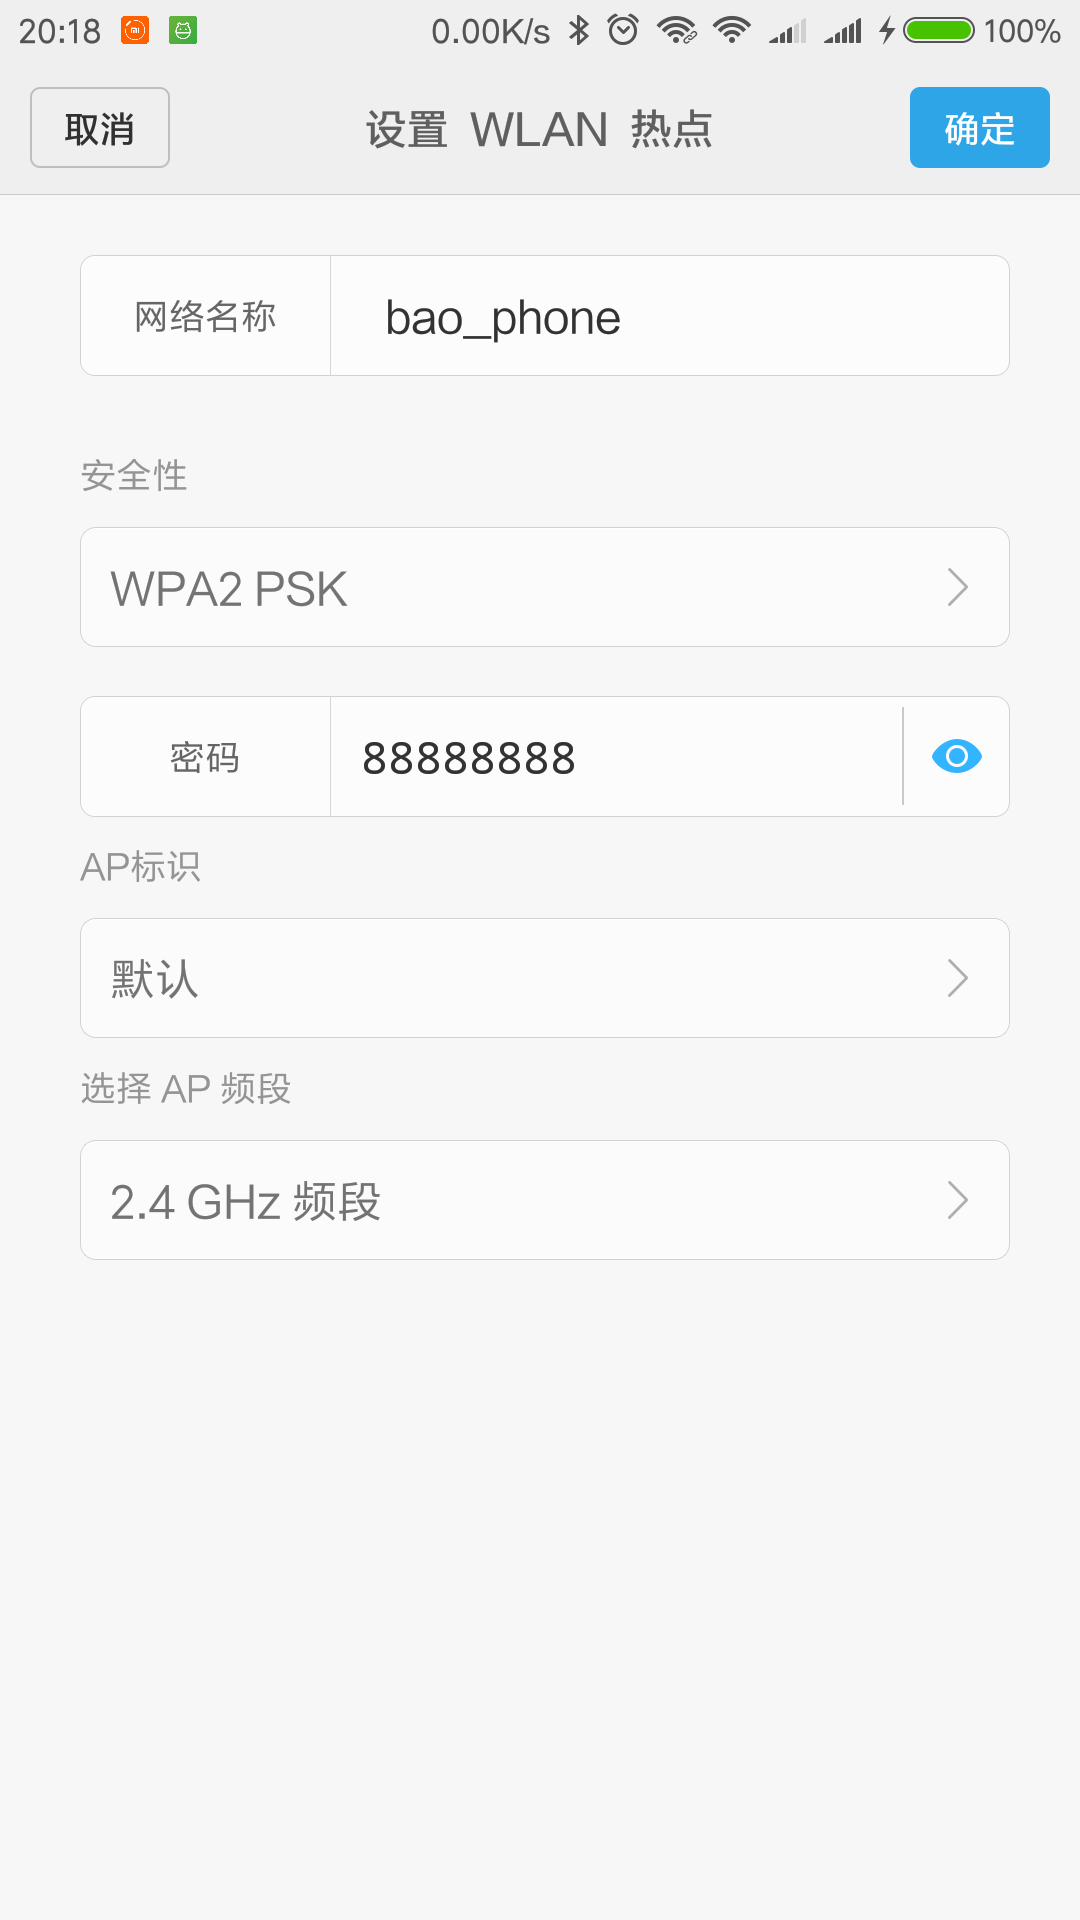 20:18 0.00K/s 100%
取消 设置 WLAN 热点 确定
网络名称 bao_phone
安全性
WPA2 PSK
密码 88888888
AP标识
默认
选择 AP 频段
2.4 GHz 频段